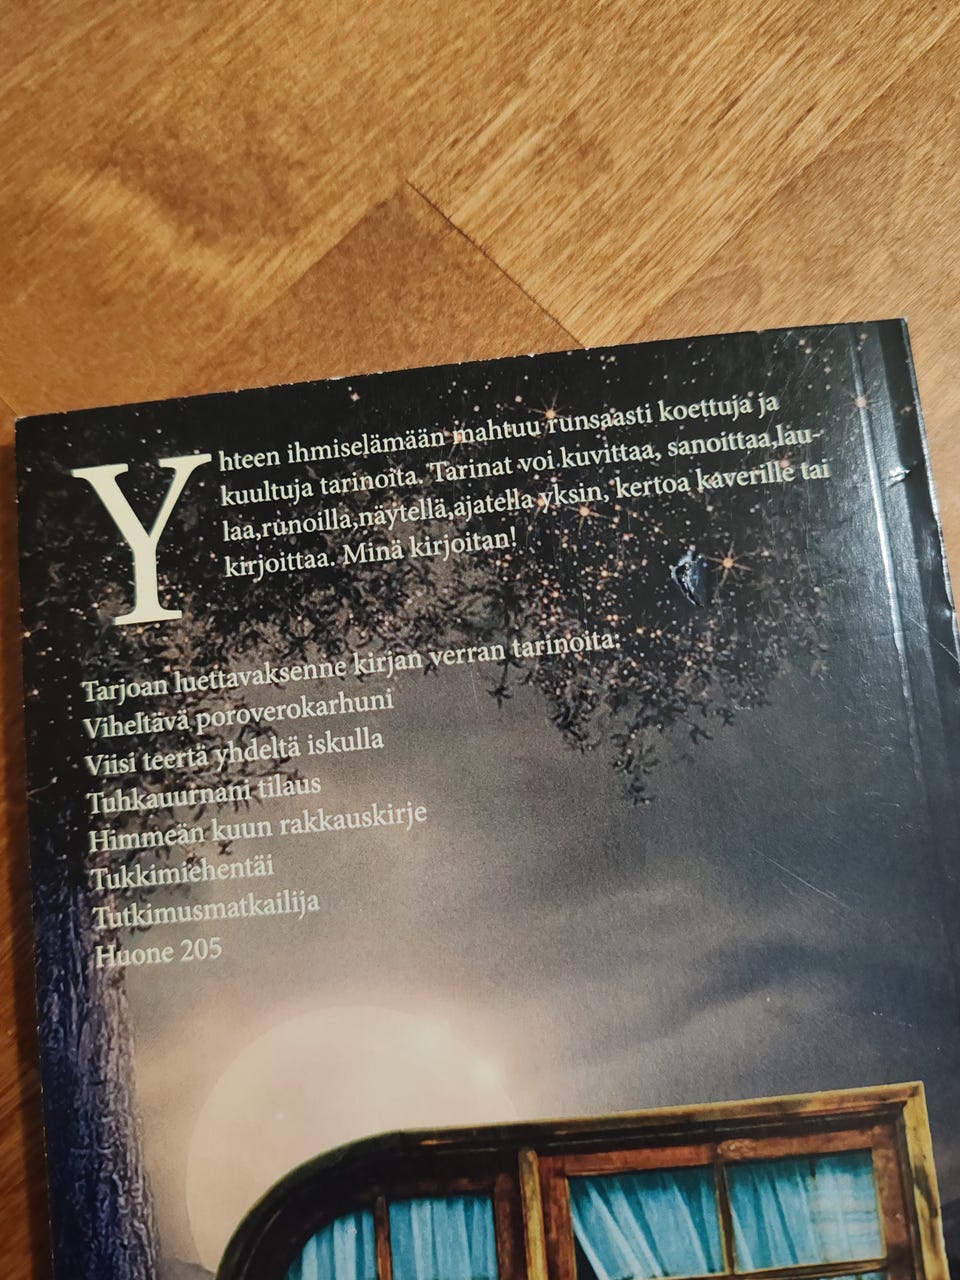 Yhteen ihmiselämään mahtuu runsaasti koettuja ja
kuultuja tarinoita. Tarinat voi kuvittaa, sanoittaa,lau-
laa,runoilla,näytellä,ajatella yksin, kertoa kaverille tai
kirjoittaa. Minä kirjoitan!
Tarjoan luettavaksenne kirjan verran tarinoita:
Viheltävä poroverokarhuni
Viisi teertä yhdeltä iskulla
Tuhkauurnani tilaus
Himmeän kuun rakkauskirje
Tukkimiehentäi
Tutkimusmatkailija
Huone 205